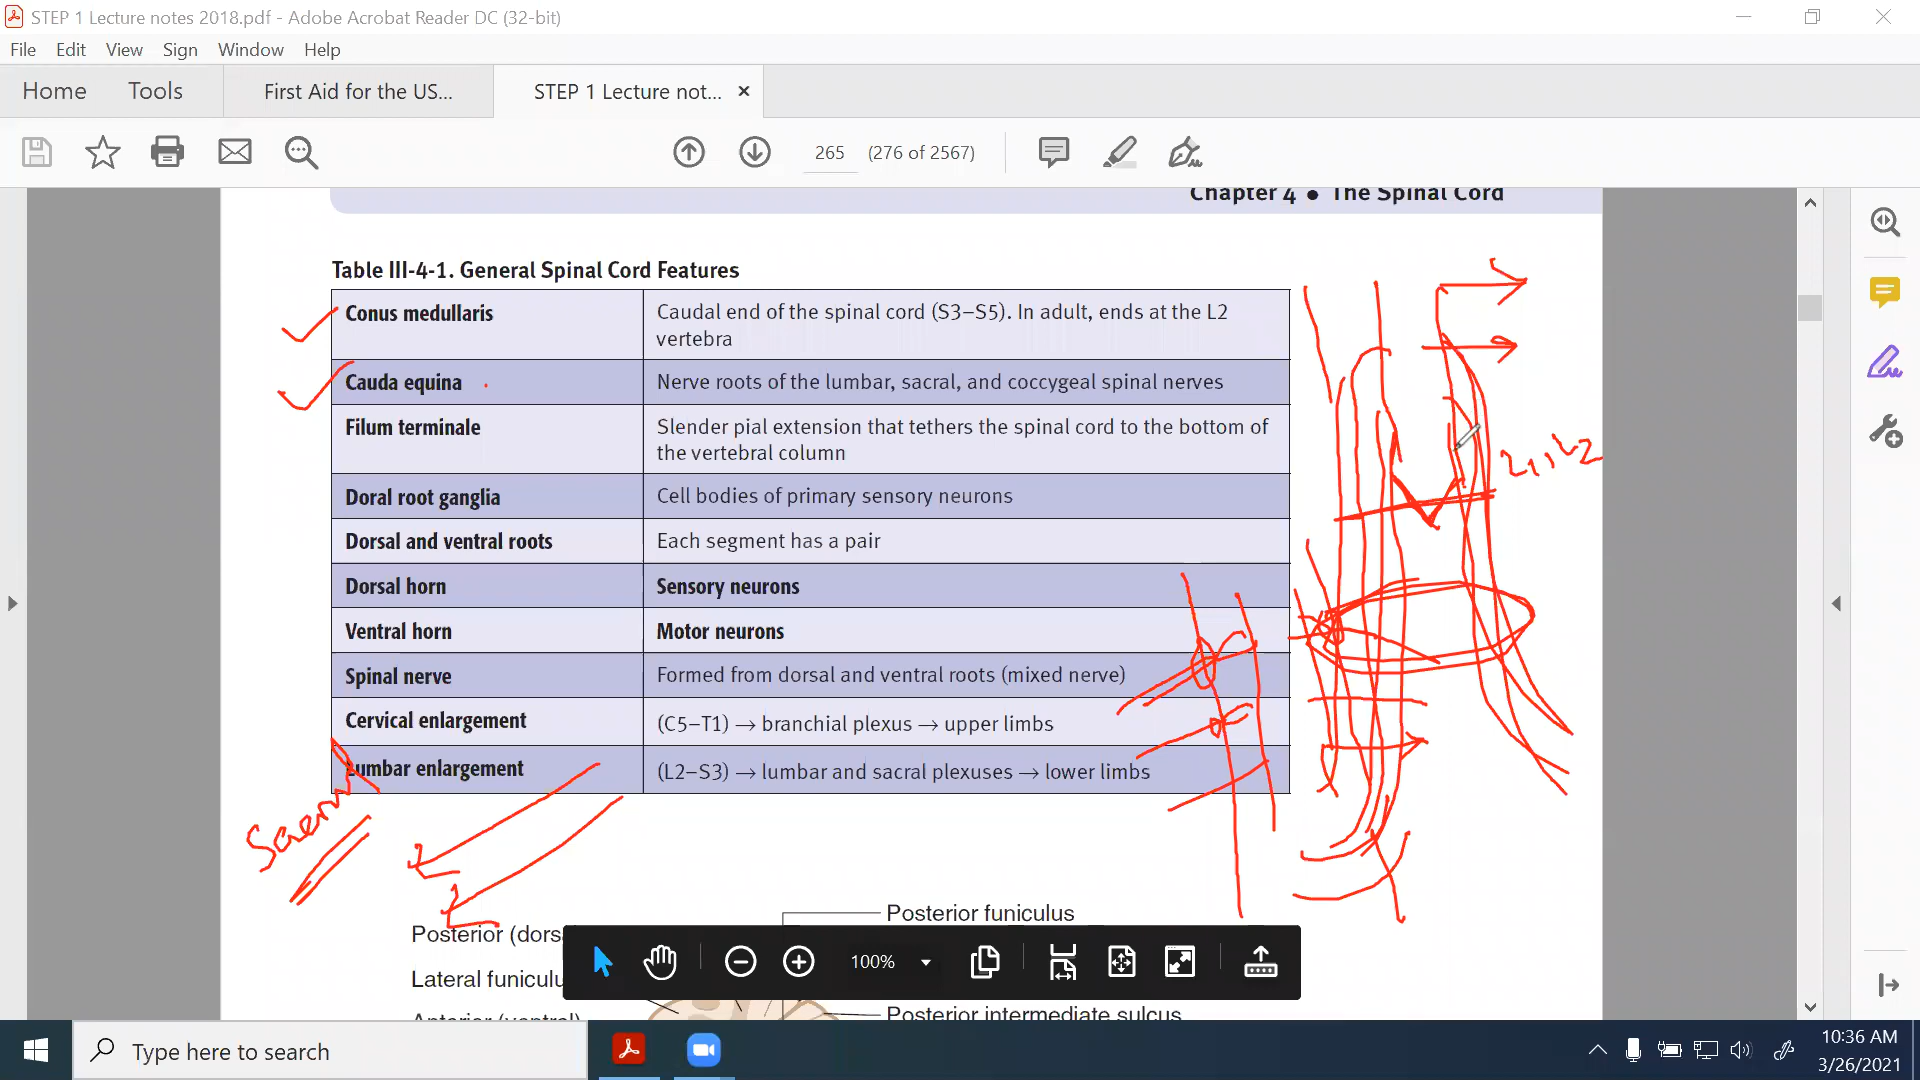 STEP 1 Lecture notes 2018.pdf - Adobe Acrobat Reader DC (32-bit)
File Edit View Sign Window Help
Home Tools First Aid for the US... STEP 1 Lecture not... ×
265 (276 of 2567)
Chapter 4 • The Spinal Cord
Table III-4-1. General Spinal Cord Features
Conus medullaris Caudal end of the spinal cord (S3–S5). In adult, ends at the L2
vertebra
Cauda equina Nerve roots of the lumbar, sacral, and coccygeal spinal nerves
Filum terminale Slender pial extension that tethers the spinal cord to the bottom of
the vertebral column
L1, L2
Doral root ganglia Cell bodies of primary sensory neurons
Dorsal and ventral roots Each segment has a pair
Dorsal horn Sensory neurons
Ventral horn Motor neurons
Spinal nerve Formed from dorsal and ventral roots (mixed nerve)
Cervical enlargement (C5–T1) → branchial plexus → upper limbs
Lumbar enlargement (L2–S3) → lumbar and sacral plexuses → lower limbs
Posterior funiculus
Posterior (dors
100%
Lateral funiculu
Anterior (ventral)
Posterior intermediate sulcus
Type here to search
10:36 AM
3/26/2021